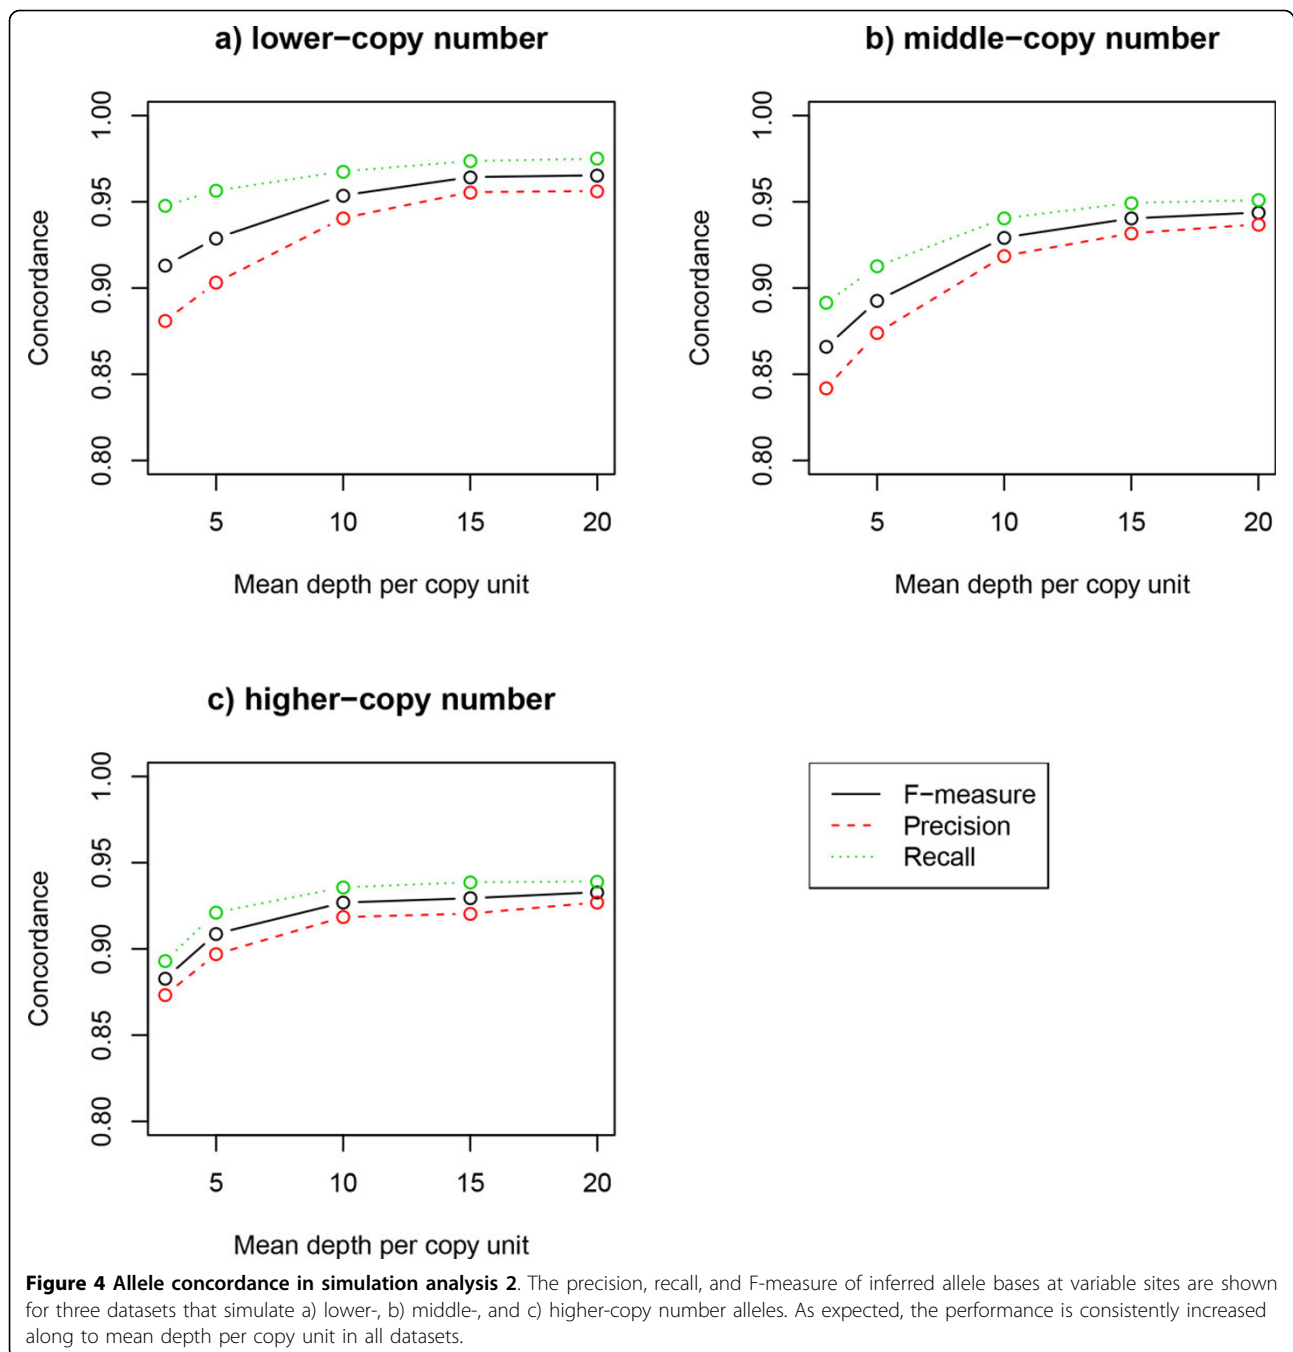 a) lower−copy number
1.00
0.95
0.90
0.85
0.80
Concordance
5 10 15 20
Mean depth per copy unit
b) middle−copy number
1.00
0.95
0.90
0.85
0.80
Concordance
5 10 15 20
Mean depth per copy unit
c) higher−copy number
1.00
0.95
0.90
0.85
0.80
Concordance
5 10 15 20
Mean depth per copy unit
F−measure
Precision
Recall
Figure 4 Allele concordance in simulation analysis 2. The precision, recall, and F-measure of inferred allele bases at variable sites are shown
for three datasets that simulate a) lower-, b) middle-, and c) higher-copy number alleles. As expected, the performance is consistently increased
along to mean depth per copy unit in all datasets.